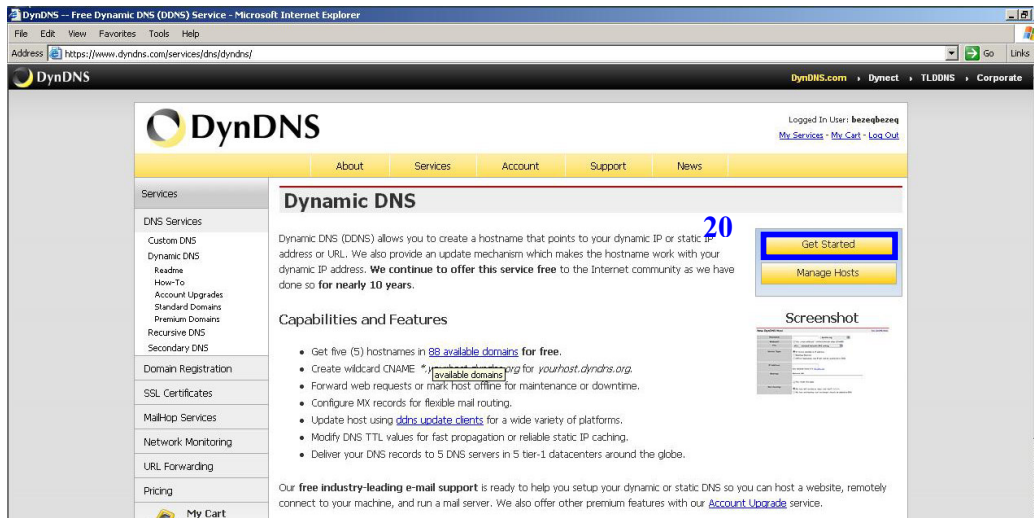 DynDNS -- Free Dynamic DNS (DDNS) Service - Microsoft Internet Explorer
File Edit View Favorites Tools Help
Address https://www.dyndns.com/services/dns/dyndns/ Go Links
DynDNS DynDNS.com › Dynect › TLDDNS › Corporate
DynDNS
Logged In User: bezeqbezeq
My Services - My Cart - Log Out
About Services Account Support News
Services
DNS Services
Custom DNS
Dynamic DNS
Readme
How-To
Account Upgrades
Standard Domains
Premium Domains
Recursive DNS
Secondary DNS
Domain Registration
SSL Certificates
MailHop Services
Network Monitoring
URL Forwarding
Pricing
My Cart
Dynamic DNS
Dynamic DNS (DDNS) allows you to create a hostname that points to your dynamic IP or static IP
address or URL. We also provide an update mechanism which makes the hostname work with your
dynamic IP address. We continue to offer this service free to the Internet community as we have
done so for nearly 10 years.
20
Get Started
Manage Hosts
Screenshot
Capabilities and Features
• Get five (5) hostnames in 88 available domains for free.
• Create wildcard CNAME for yourhost.dyndns.org.
available domains
• Forward web requests or mark host offline for maintenance or downtime.
• Configure MX records for flexible mail routing.
• Update host using ddns update clients for a wide variety of platforms.
• Modify DNS TTL values for fast propagation or reliable static IP caching.
• Deliver your DNS records to 5 DNS servers in 5 tier-1 datacenters around the globe.
Our free industry-leading e-mail support is ready to help you setup your dynamic or static DNS so you can host a website, remotely
connect to your machine, and run a mail server. We also offer other premium features with our Account Upgrade service.